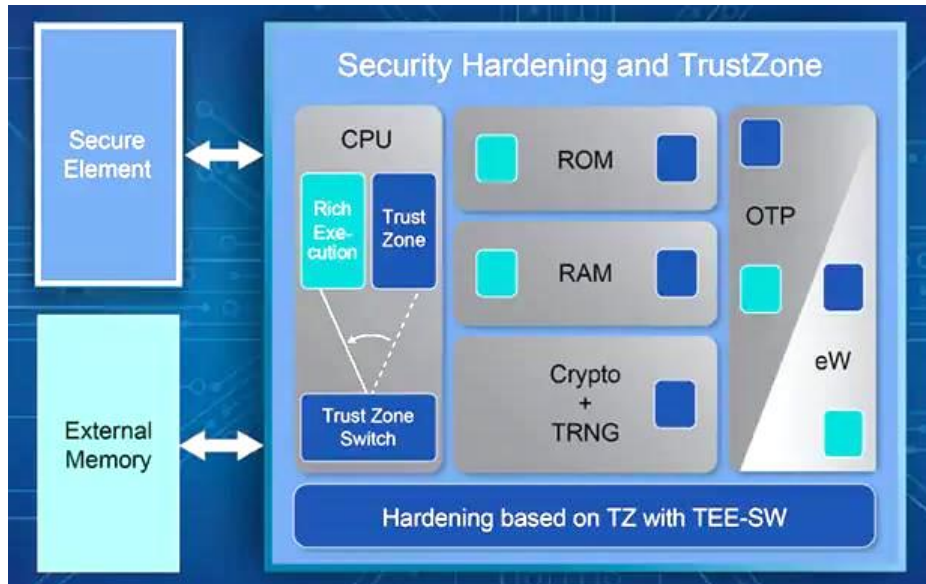 Security Hardening and TrustZone
Secure
Element
External
Memory
CPU
Rich
Exe-
cution
Trust
Zone
Trust Zone
Switch
ROM
RAM
Crypto
+
TRNG
OTP
eW
Hardening based on TZ with TEE-SW